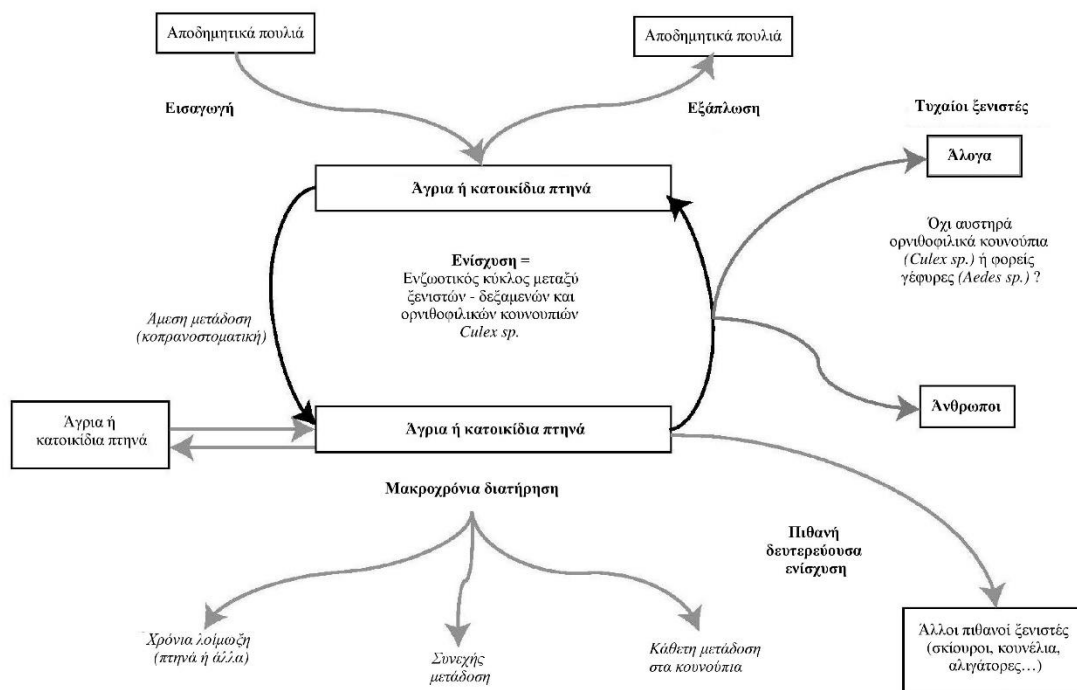 Αποδημητικά πουλιά
Αποδημητικά πουλιά
Εισαγωγή
Εξάπλωση
Τυχαίοι ξενιστές
Άλογα
Άγρια ή κατοικίδια πτηνά
Όχι αυστηρά
ορνιθοφιλικά κουνούπια
(Culex sp.) ή φορείς
γέφυρες (Aedes sp.) ?
Ενίσχυση =
Ενζωοτικός κύκλος μεταξύ
ξενιστών - δεξαμενών και
ορνιθοφιλικών κουνουπιών
Culex sp.
Άμεση μετάδοση
(κοπρανοστοματική)
Άγρια ή
κατοικίδια πτηνά
Άγρια ή κατοικίδια πτηνά
Άνθρωποι
Μακροχρόνια διατήρηση
Πιθανή
δευτερεύουσα
ενίσχυση
Χρόνια λοίμωξη
(πτηνά ή άλλα)
Συνεχής
μετάδοση
Κάθετη μετάδοση
στα κουνούπια
Άλλοι πιθανοί ξενιστές
(σκίουροι, κουνέλια,
αλιγάτορες…)